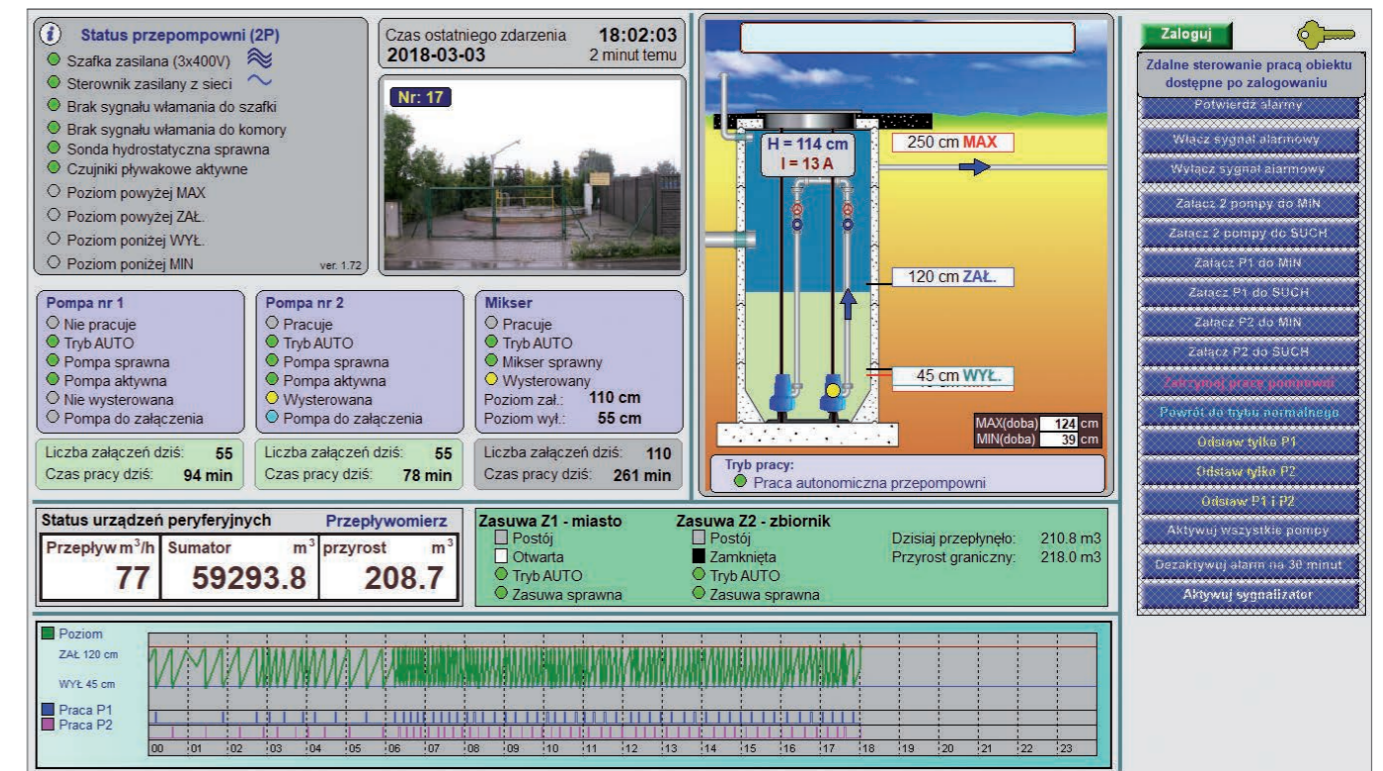 Status przepompowni (2P)
Szafka zasilana (3x400V)
Sterownik zasilany z sieci
Brak sygnału włamania do szafki
Brak sygnału włamania do komory
Sonda hydrostatyczna sprawna
Czujniki pływakowe aktywne
Poziom powyżej MAX
Poziom powyżej ZAŁ.
Poziom poniżej WYŁ.
Poziom poniżej MIN
ver. 1.72
Czas ostatniego zdarzenia 18:02:03
2018-03-03 2 minut temu
Nr: 17
Pompa nr 1
Nie pracuje
Tryb AUTO
Pompa sprawna
Pompa aktywna
Nie wysterowana
Pompa do załączenia
Liczba załączeń dziś: 55
Czas pracy dziś: 94 min
Pompa nr 2
Pracuje
Tryb AUTO
Pompa sprawna
Pompa aktywna
Wysterowana
Pompa do załączenia
Liczba załączeń dziś: 55
Czas pracy dziś: 78 min
Mikser
Pracuje
Tryb AUTO
Mikser sprawny
Wysterowany
Poziom zał.: 110 cm
Poziom wył.: 55 cm
Liczba załączeń dziś: 110
Czas pracy dziś: 261 min
H = 114 cm
I = 13 A
250 cm MAX
120 cm ZAŁ.
45 cm WYŁ.
MAX(doba) 124 cm
MIN(doba) 39 cm
Tryb pracy:
Praca autonomiczna przepompowni
Zaloguj
Zdalne sterowanie pracą obiektu
dostępne po zalogowaniu
Potwierdź alarmy
Włącz sygnał alarmowy
Wyłącz sygnał alarmowy
Załącz 2 pompy do MIN
Załącz 2 pompy do SUCH
Załącz P1 do MIN
Załącz P1 do SUCH
Załącz P2 do MIN
Załącz P2 do SUCH
Zatrzymaj pracę pompowni
Powrót do trybu normalnego
Odstaw tylko P1
Odstaw tylko P2
Odstaw P1 i P2
Aktywuj wszystkie pompy
Dezaktywuj alarm na 30 minut
Aktywuj sygnalizator
Status urządzeń peryferyjnych Przepływomierz
Przepływ m³/h Sumator m³ przyrost m³
77 59293.8 208.7
Zasuwa Z1 - miasto
Postój
Otwarta
Tryb AUTO
Zasuwa sprawna
Zasuwa Z2 - zbiornik
Postój
Zamknięta
Tryb AUTO
Zasuwa sprawna
Dzisiaj przepłynęło: 210.8 m3
Przyrost graniczny: 218.0 m3
Poziom
ZAŁ 120 cm
WYŁ 45 cm
Praca P1
Praca P2
00 01 02 03 04 05 06 07 08 09 10 11 12 13 14 15 16 17 18 19 20 21 22 23